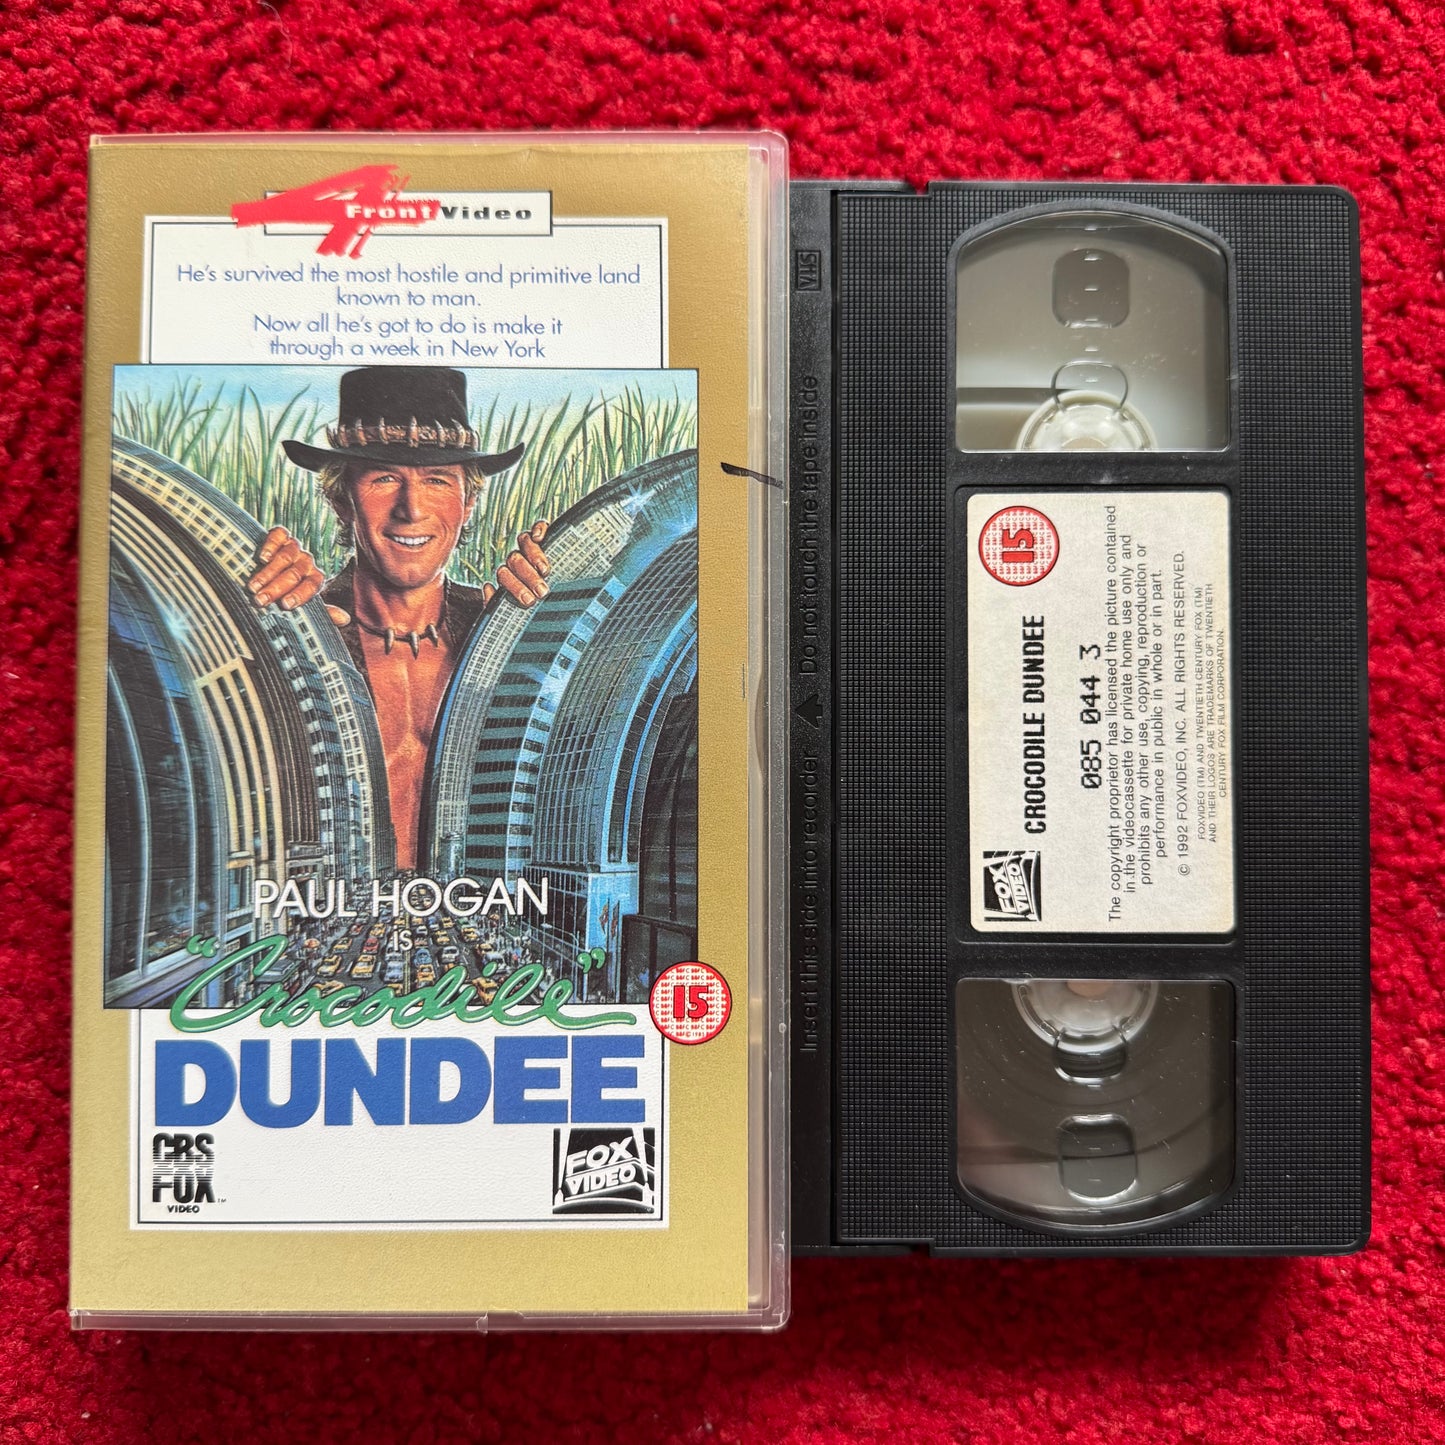 4 Front Video
He's survived the most hostile and primitive land
known to man.
Now all he's got to do is make it
through a week in New York
PAUL HOGAN
IS
"Crocodile"
DUNDEE
15
CBS
FOX
VIDEO
TM
FOX
VIDEO
VHS
Insert this side into recorder ▲ Do not touch the tape inside
15
CROCODILE DUNDEE
085 044 3
FOX
VIDEO
The copyright proprietor has licensed the picture contained
in the videocassette for private home use only and
prohibits any other use, copying, reproduction or
performance in public in whole or in part.
© 1992 FOXVIDEO, INC. ALL RIGHTS RESERVED.
FOXVIDEO (TM) AND TWENTIETH CENTURY FOX (TM)
AND THEIR LOGOS ARE TRADEMARKS OF TWENTIETH
CENTURY FOX FILM CORPORATION.